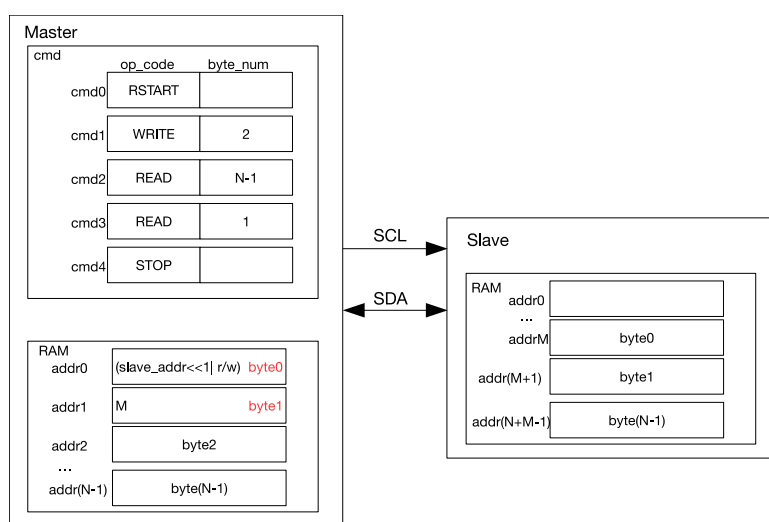 Master
cmd
op_code byte_num
cmd0 RSTART
cmd1 WRITE 2
cmd2 READ N-1
cmd3 READ 1
cmd4 STOP
SCL
SDA
Slave
RAM
addr0
...
addrM byte0
addr(M+1) byte1
addr(N+M-1) byte(N-1)
RAM
addr0 (slave_addr<<1| r/w) byte0
addr1 M byte1
addr2 byte2
...
addr(N-1) byte(N-1)